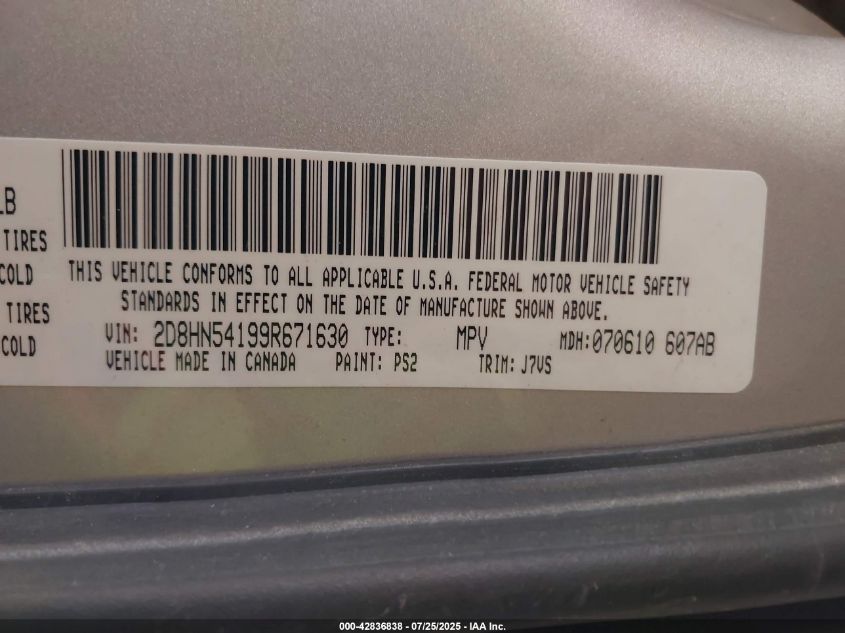 LB
TIRES
COLD
TIRES
COLD
THIS VEHICLE CONFORMS TO ALL APPLICABLE U.S.A. FEDERAL MOTOR VEHICLE SAFETY
STANDARDS IN EFFECT ON THE DATE OF MANUFACTURE SHOWN ABOVE.
VIN: 2D8HN54199R671630 TYPE: MPV MDH:070610 607AB
VEHICLE MADE IN CANADA PAINT: PS2 TRIM: J7VS
000-42836838 - 07/25/2025 - IAA Inc.